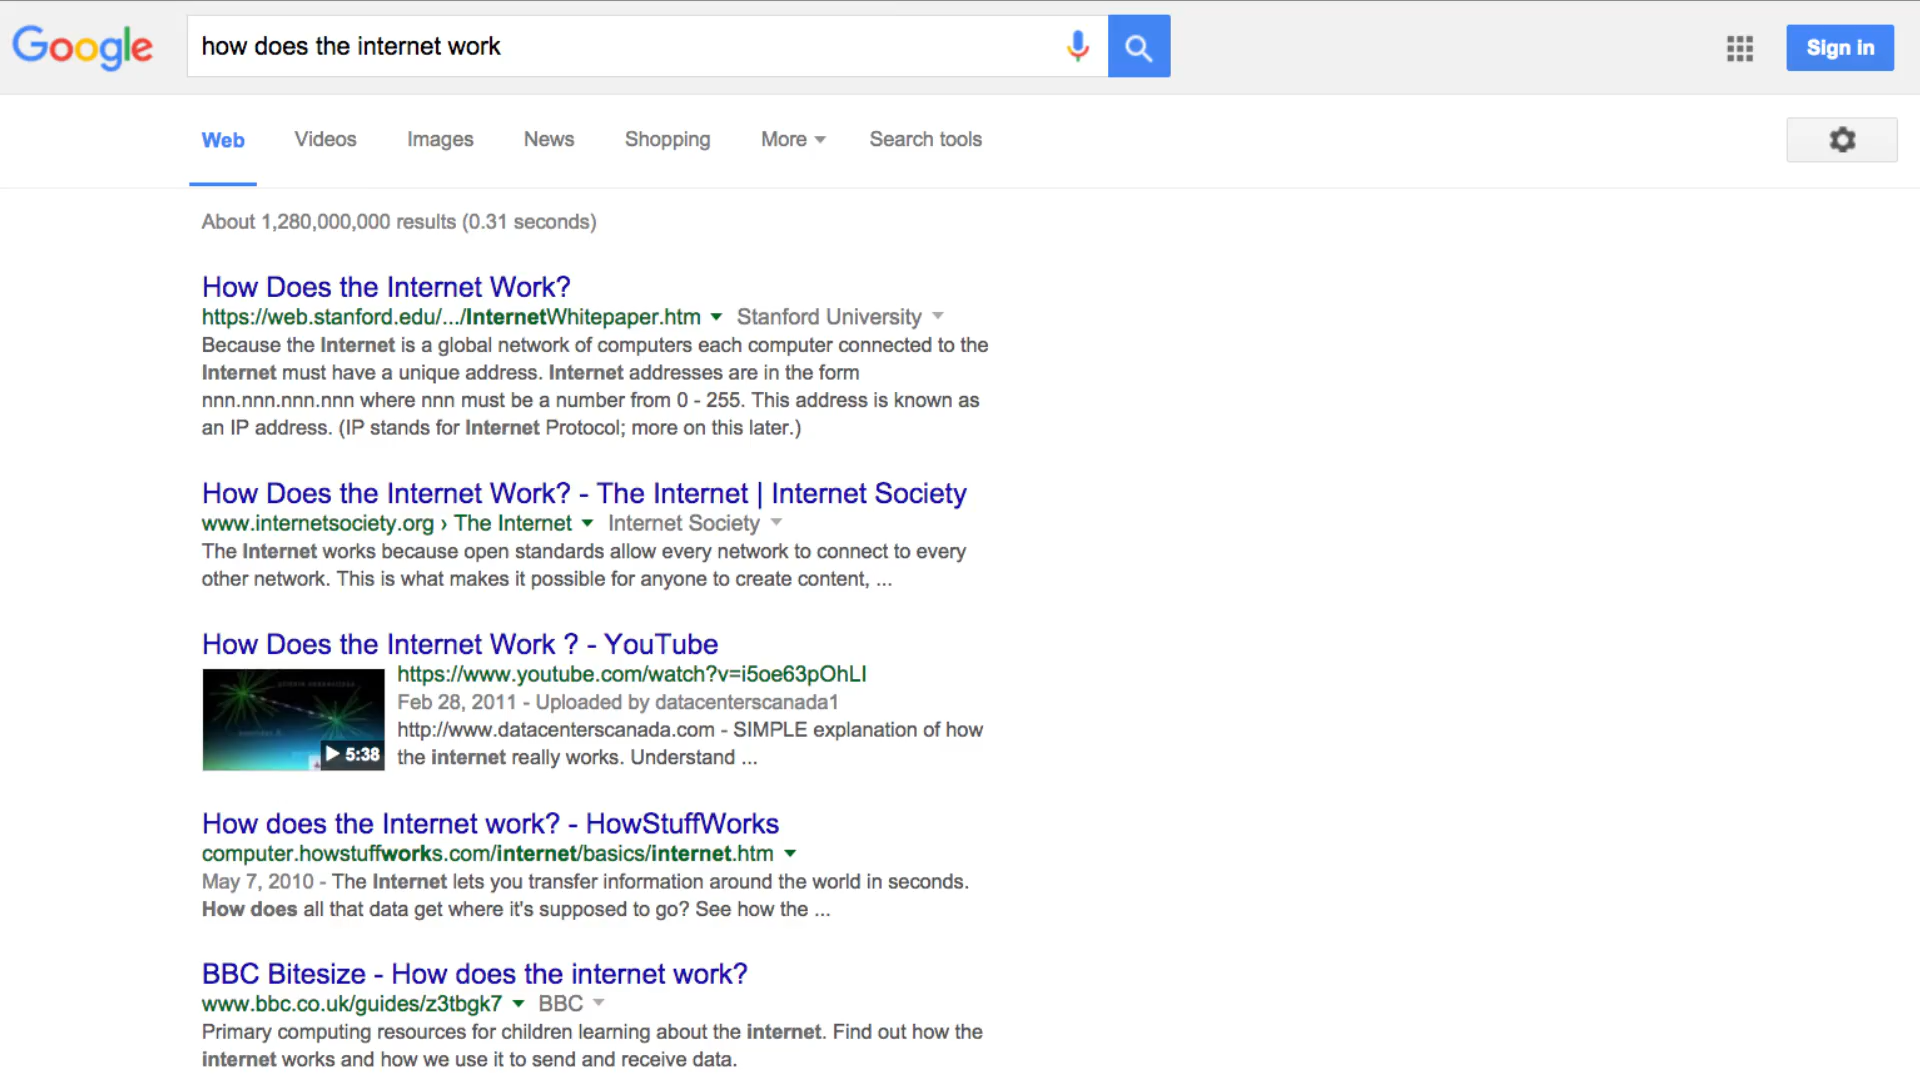 Google
how does the internet work
Sign in
Web Videos Images News Shopping More Search tools
About 1,280,000,000 results (0.31 seconds)
How Does the Internet Work?
https://web.stanford.edu/.../InternetWhitepaper.htm Stanford University
Because the Internet is a global network of computers each computer connected to the
Internet must have a unique address. Internet addresses are in the form
nnn.nnn.nnn.nnn where nnn must be a number from 0 - 255. This address is known as
an IP address. (IP stands for Internet Protocol; more on this later.)
How Does the Internet Work? - The Internet | Internet Society
www.internetsociety.org › The Internet Internet Society
The Internet works because open standards allow every network to connect to every
other network. This is what makes it possible for anyone to create content, ...
How Does the Internet Work ? - YouTube
https://www.youtube.com/watch?v=i5oe63pOhLI
Feb 28, 2011 - Uploaded by datacenterscanada1
http://www.datacenterscanada.com - SIMPLE explanation of how
the internet really works. Understand ...
5:38
How does the Internet work? - HowStuffWorks
computer.howstuffworks.com/internet/basics/internet.htm
May 7, 2010 - The Internet lets you transfer information around the world in seconds.
How does all that data get where it's supposed to go? See how the ...
BBC Bitesize - How does the internet work?
www.bbc.co.uk/guides/z3tbgk7 BBC
Primary computing resources for children learning about the internet. Find out how the
internet works and how we use it to send and receive data.